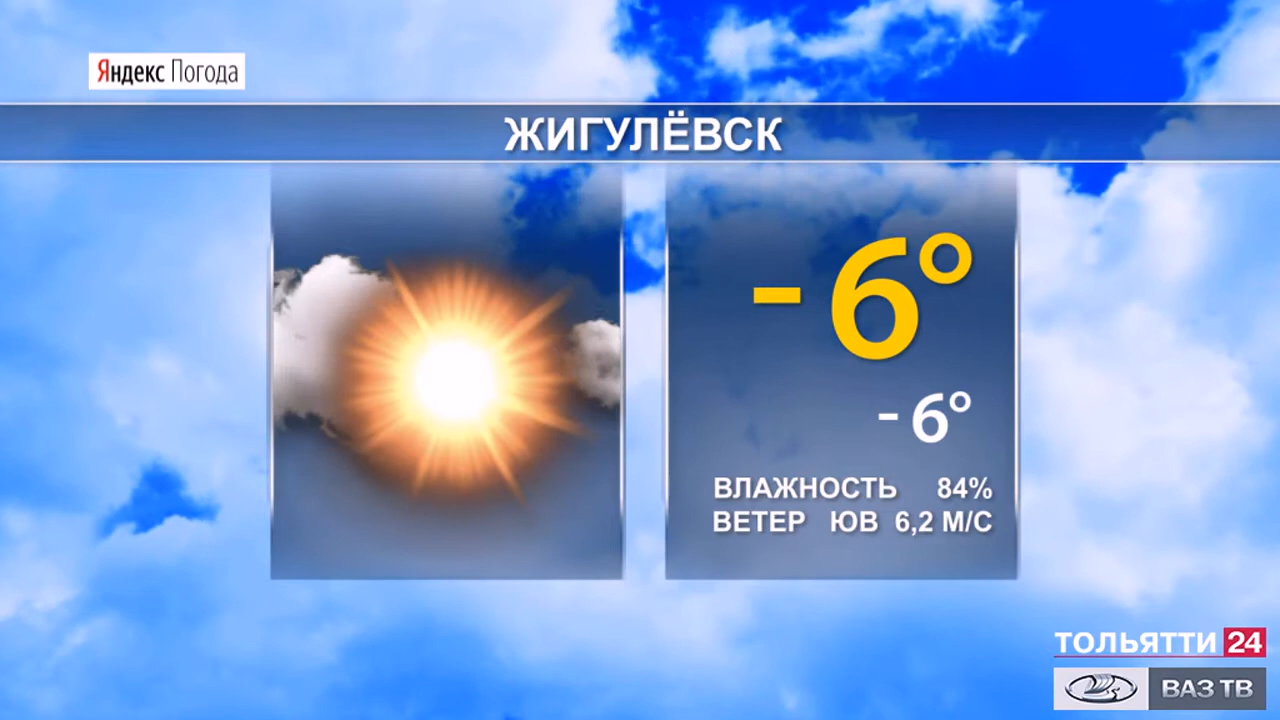 Яндекс Погода
ЖИГУЛЁВСК
-6°
-6°
ВЛАЖНОСТЬ 84%
ВЕТЕР ЮВ 6,2 М/С
ТОЛЬЯТТИ 24
ВАЗ ТВ